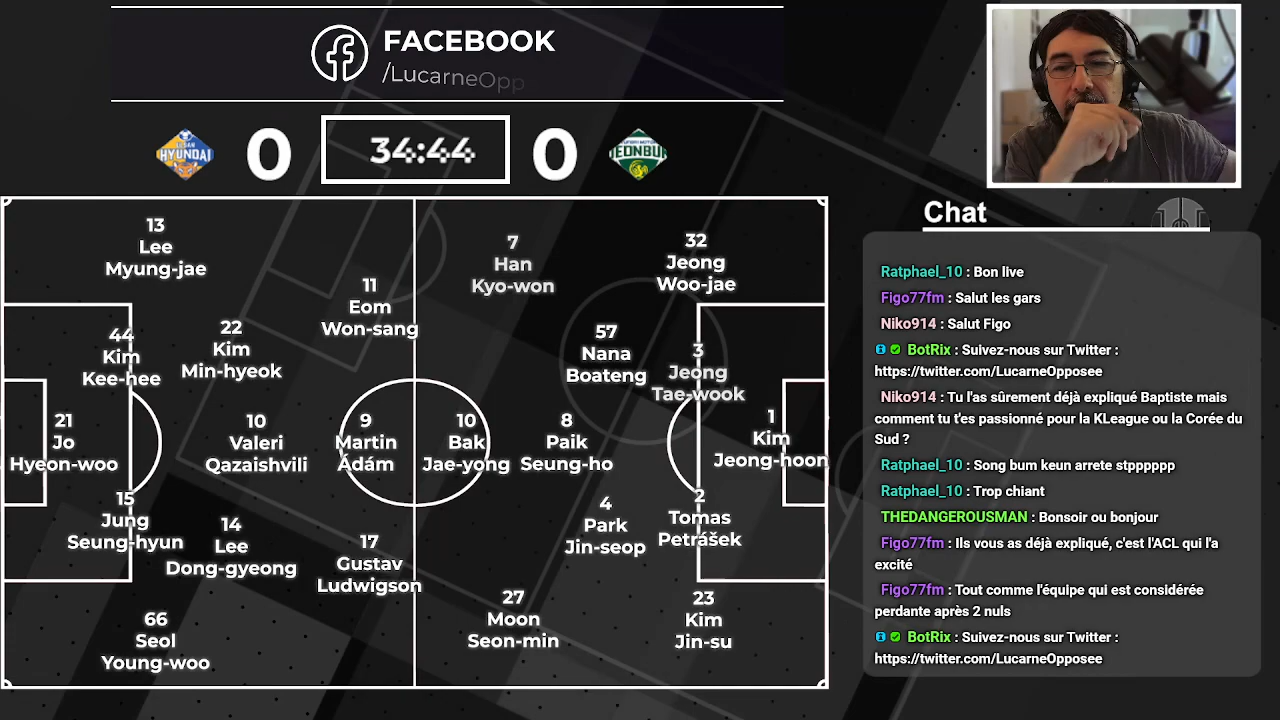 FACEBOOK
/LucarneOpp
HYUNDAI
0
34:44
0
JEONBUK
13
Lee
Myung-jae
44
Kim
Kee-hee
22
Kim
Min-hyeok
11
Eom
Won-sang
21
Jo
Hyeon-woo
10
Valeri
Qazaishvili
9
Martin
Ádám
15
Jung
Seung-hyun
14
Lee
Dong-gyeong
17
Gustav
Ludwigson
66
Seol
Young-woo
7
Han
Kyo-won
32
Jeong
Woo-jae
57
Nana
Boateng
3
Jeong
Tae-wook
10
Bak
Jae-yong
8
Paik
Seung-ho
1
Kim
Jeong-hoon
4
Park
Jin-seop
2
Tomas
Petrášek
27
Moon
Seon-min
23
Kim
Jin-su
Chat
Ratphael_10 : Bon live
Figo77fm : Salut les gars
Niko914 : Salut Figo
BotRix : Suivez-nous sur Twitter :
https://twitter.com/LucarneOpposee
Niko914 : Tu l'as sûrement déjà expliqué Baptiste mais
comment tu t'es passionné pour la KLeague ou la Corée du
Sud ?
Ratphael_10 : Song bum keun arrete stpppppp
Ratphael_10 : Trop chiant
THEDANGEROUSMAN : Bonsoir ou bonjour
Figo77fm : Ils vous as déjà expliqué, c'est l'ACL qui l'a
excité
Figo77fm : Tout comme l'équipe qui est considérée
perdante après 2 nuls
BotRix : Suivez-nous sur Twitter :
https://twitter.com/LucarneOpposee